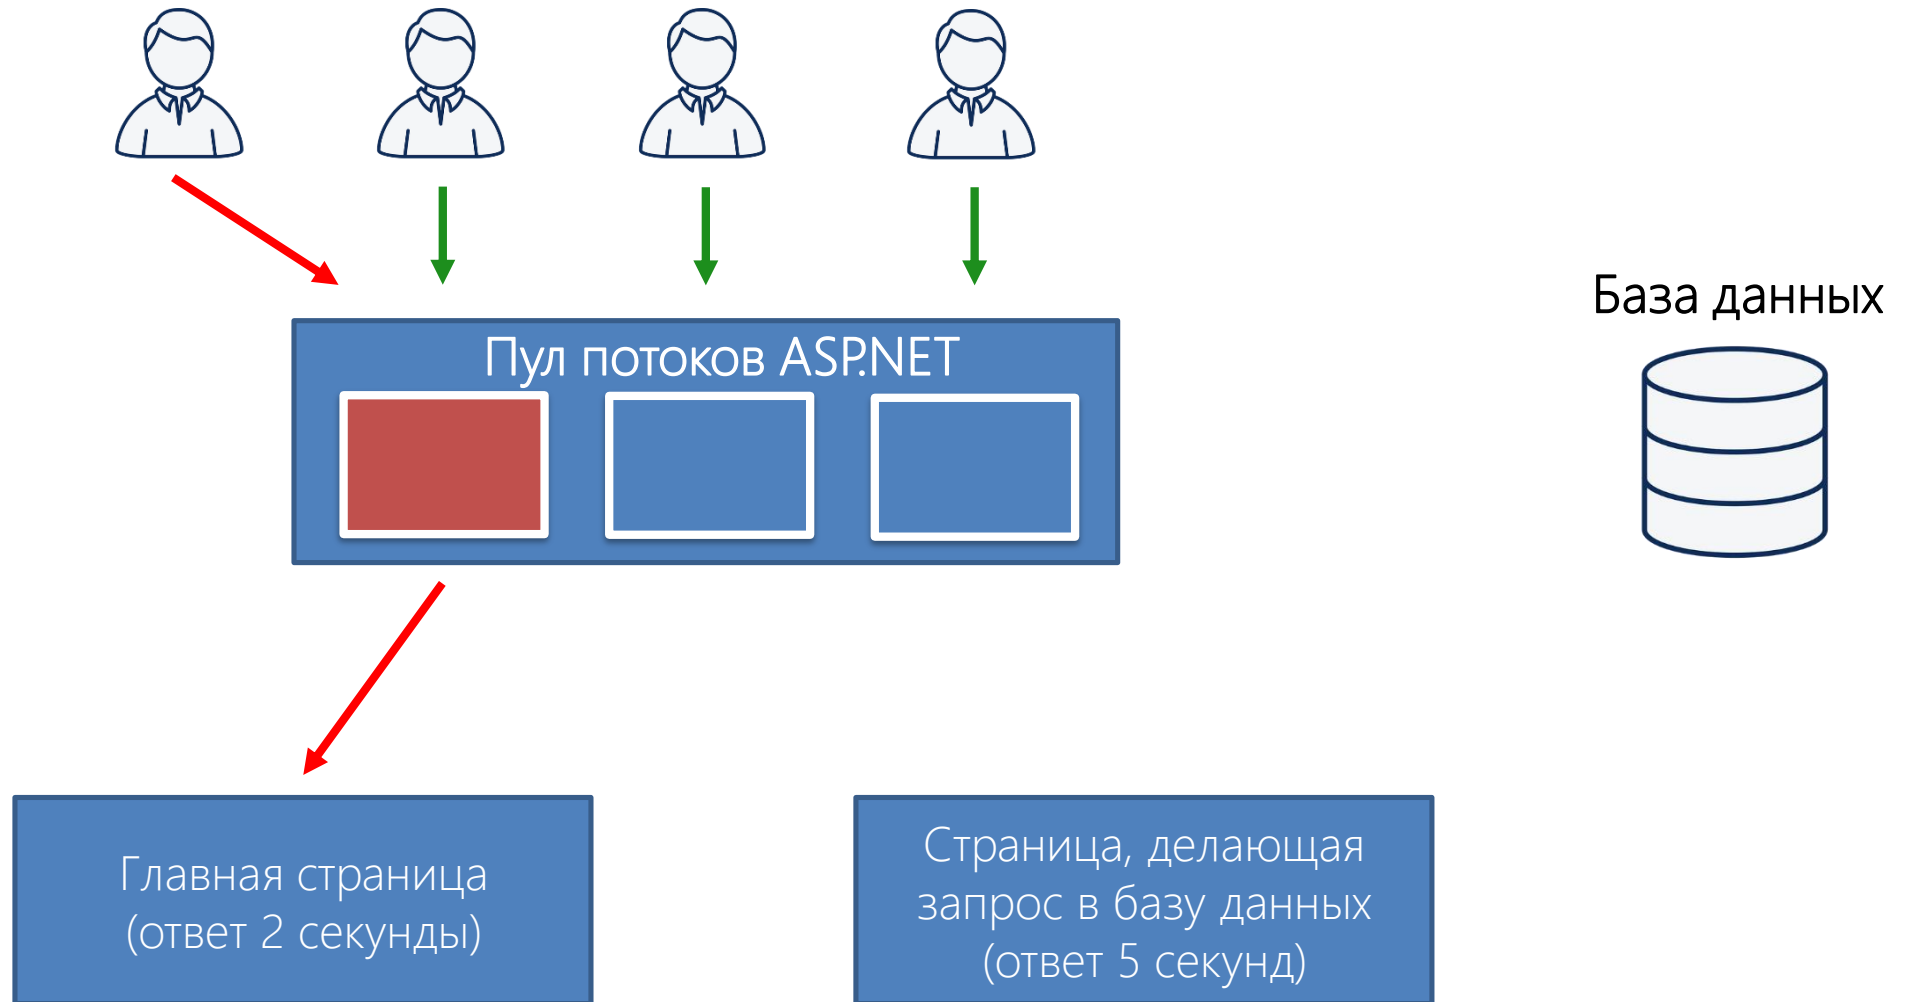 База данных
Пул потоков ASP.NET
Главная страница
(ответ 2 секунды)
Страница, делающая
запрос в базу данных
(ответ 5 секунд)